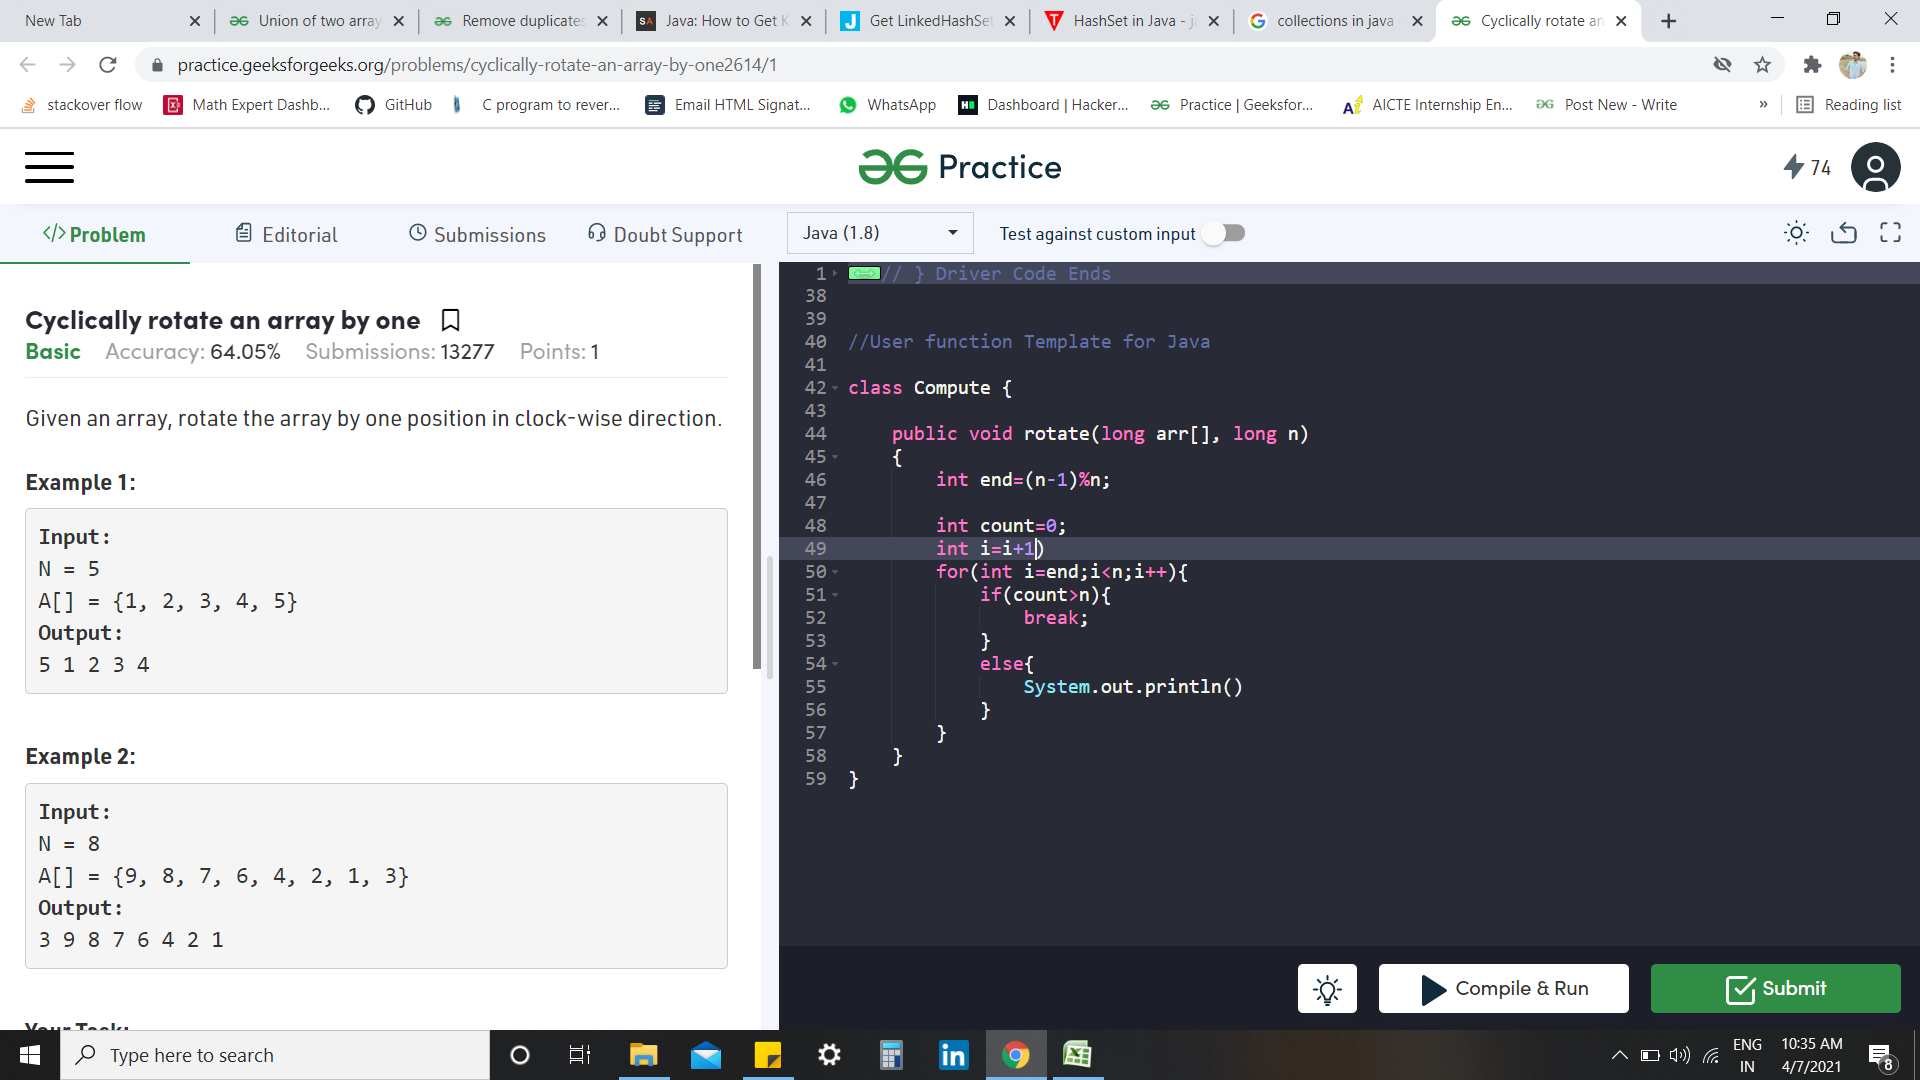 New Tab
Union of two array
Remove duplicates
SA Java: How to Get K
J Get LinkedHashSet
T HashSet in Java - ja
G collections in java -
Cyclically rotate an
practice.geeksforgeeks.org/problems/cyclically-rotate-an-array-by-one2614/1
stackover flow
Math Expert Dashb...
GitHub
C program to rever...
Email HTML Signat...
WhatsApp
Dashboard | Hacker...
Practice | Geeksfor...
AICTE Internship En...
Post New - Write
»
Reading list
Practice
74
</> Problem
Editorial
Submissions
Doubt Support
Java (1.8)
Test against custom input
Cyclically rotate an array by one
Basic Accuracy: 64.05% Submissions: 13277 Points: 1
Given an array, rotate the array by one position in clock-wise direction.
Example 1:
Input:
N = 5
A[] = {1, 2, 3, 4, 5}
Output:
5 1 2 3 4
Example 2:
Input:
N = 8
A[] = {9, 8, 7, 6, 4, 2, 1, 3}
Output:
3 9 8 7 6 4 2 1
Your Task:
1 // } Driver Code Ends
38
39
40 //User function Template for Java
41
42 class Compute {
43
44 public void rotate(long arr[], long n)
45 {
46 int end=(n-1)%n;
47
48 int count=0;
49 int i=i+1)
50 for(int i=end;i<n;i++){
51 if(count>n){
52 break;
53 }
54 else{
55 System.out.println()
56 }
57 }
58 }
59 }
Compile & Run
Submit
Type here to search
ENG
IN
10:35 AM
4/7/2021
8